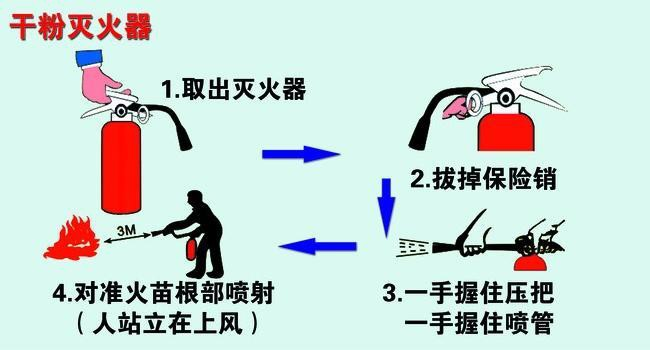 干粉灭火器
1.取出灭火器
2.拔掉保险销
3.一手握住压把
一手握住喷管
3M
4.对准火苗根部喷射
（人站立在上风）